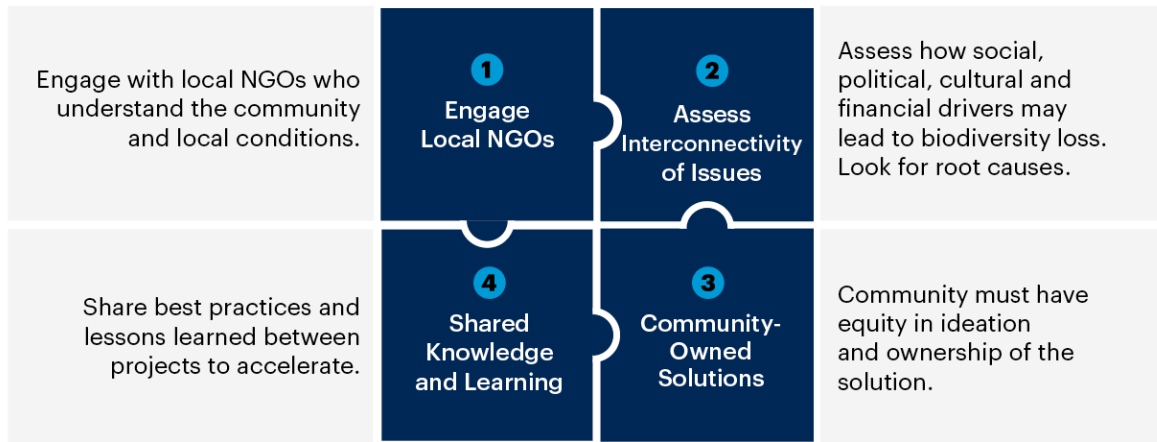 Engage with local NGOs who
understand the community
and local conditions.
1
Engage
Local NGOs
2
Assess
Interconnectivity
of Issues
Assess how social,
political, cultural and
financial drivers may
lead to biodiversity loss.
Look for root causes.
Share best practices and
lessons learned between
projects to accelerate.
4
Shared
Knowledge
and Learning
3
Community-
Owned
Solutions
Community must have
equity in ideation
and ownership of the
solution.